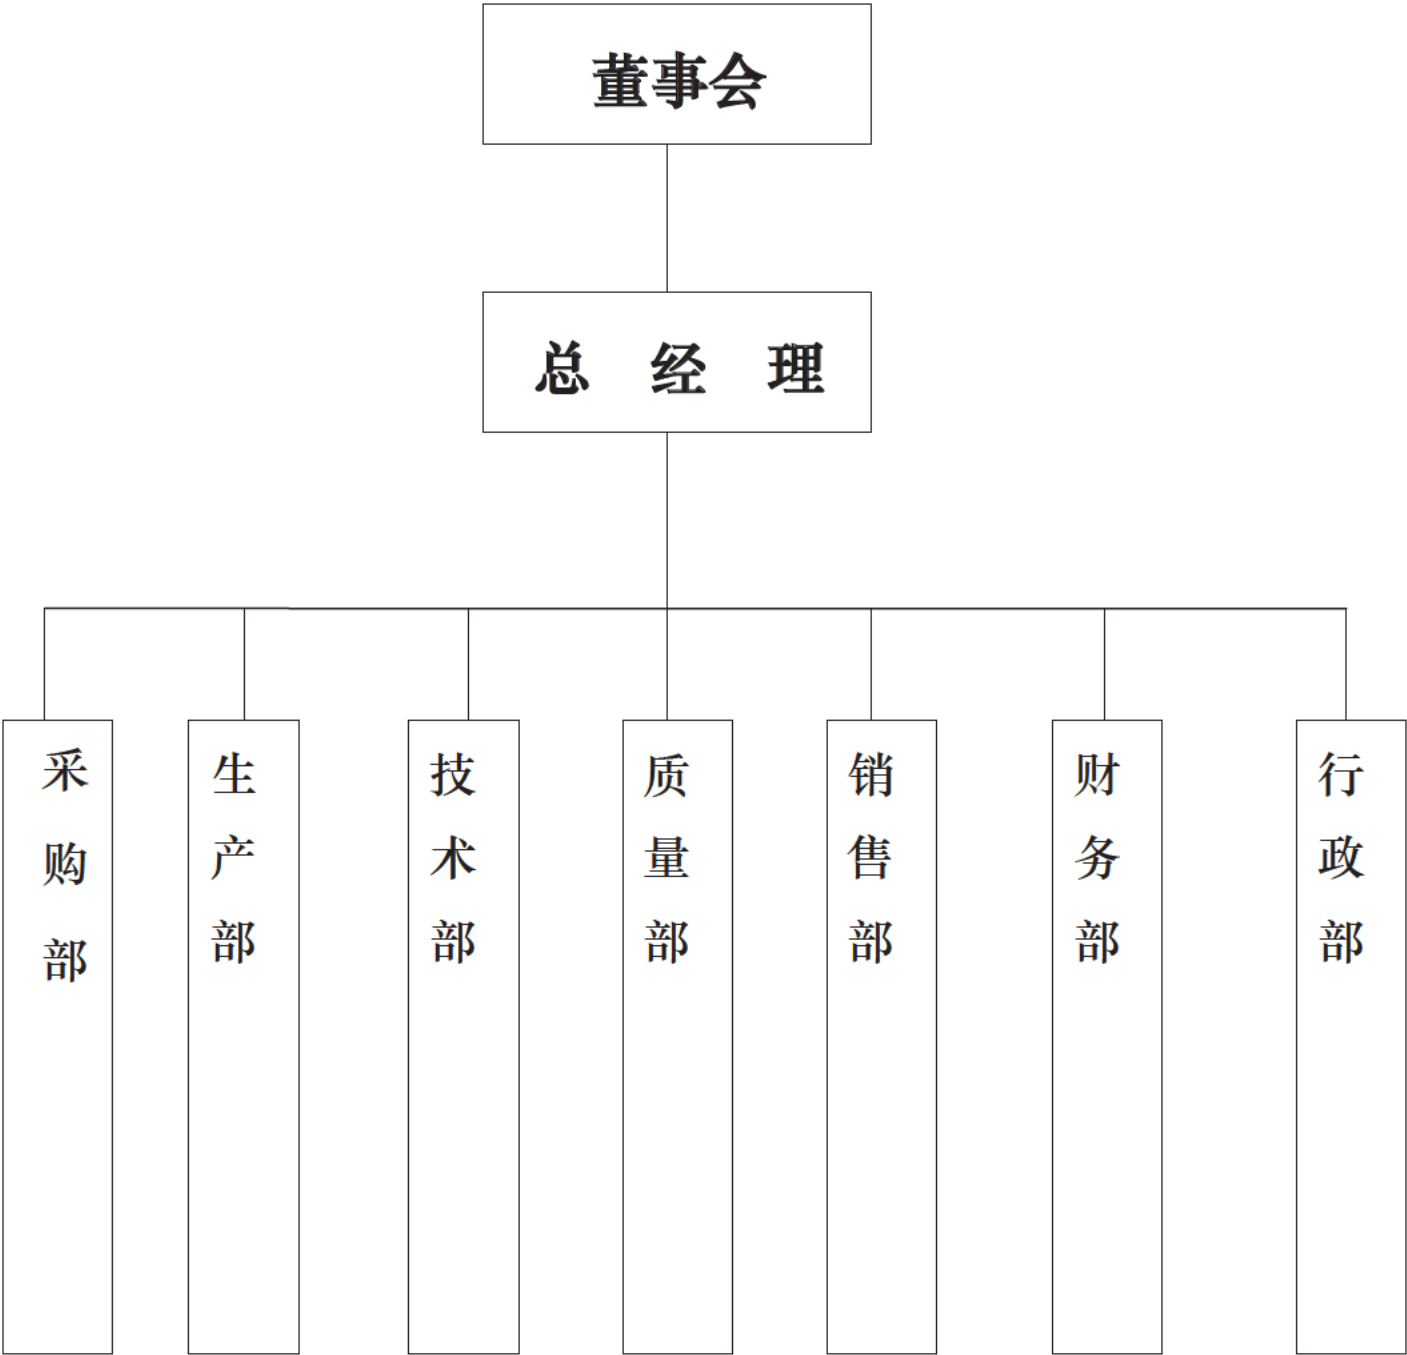 董事会
总 经 理
采购部
生产部
技术部
质量部
销售部
财务部
行政部